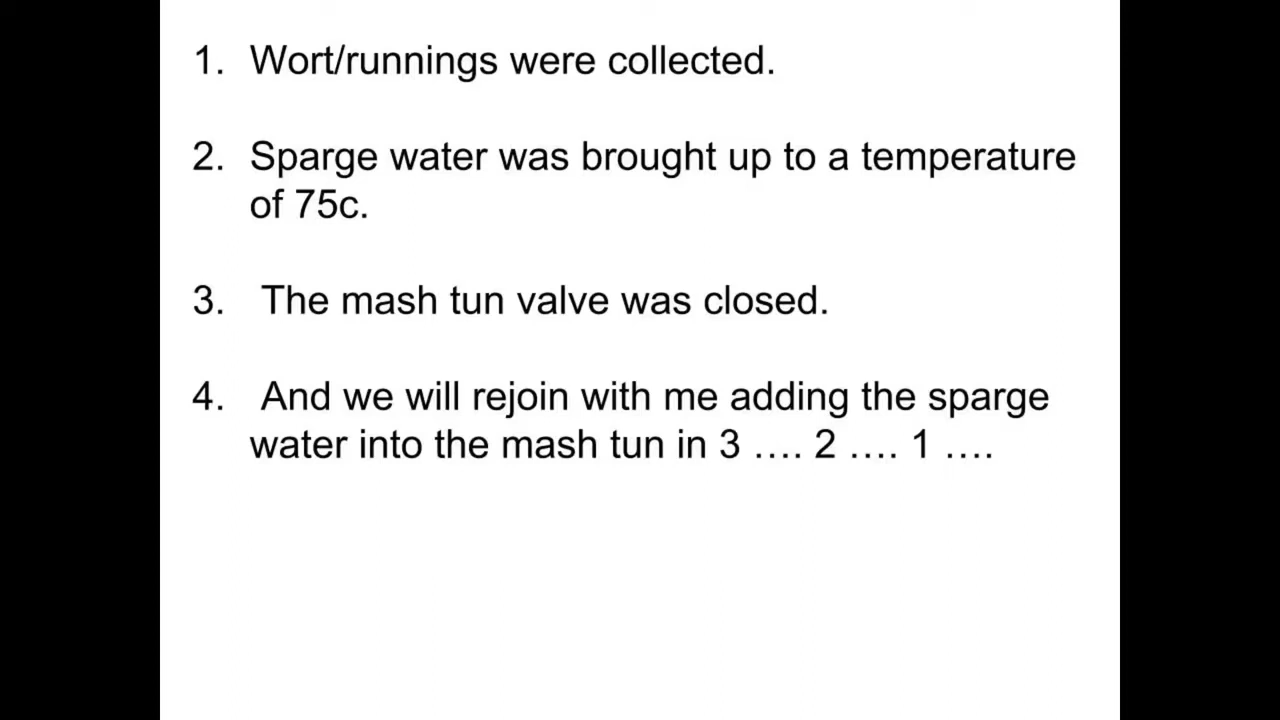 1. Wort/runnings were collected.
2. Sparge water was brought up to a temperature
of 75c.
3. The mash tun valve was closed.
4. And we will rejoin with me adding the sparge
water into the mash tun in 3 .... 2 .... 1 ....